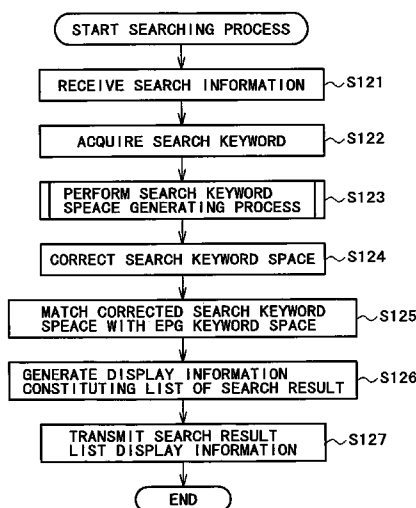 START SEARCHING PROCESS
RECEIVE SEARCH INFORMATION
S121
ACQUIRE SEARCH KEYWORD
S122
PERFORM SEARCH KEYWORD
SPEACE GENERATING PROCESS
S123
CORRECT SEARCH KEYWORD SPACE
S124
MATCH CORRECTED SEARCH KEYWORD
SPEACE WITH EPG KEYWORD SPACE
S125
GENERATE DISPLAY INFORMATION
CONSTITUTING LIST OF SEARCH RESULT
S126
TRANSMIT SEARCH RESULT
LIST DISPLAY INFORMATION
S127
END